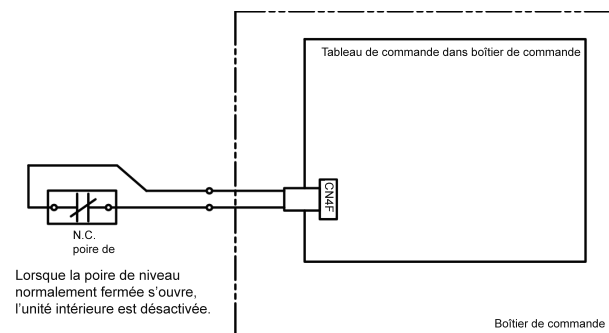 Tableau de commande dans boîtier de commande
CN4F
N.C.
poire de
Lorsque la poire de niveau
normalement fermée s’ouvre,
l’unité intérieure est désactivée.
Boîtier de commande